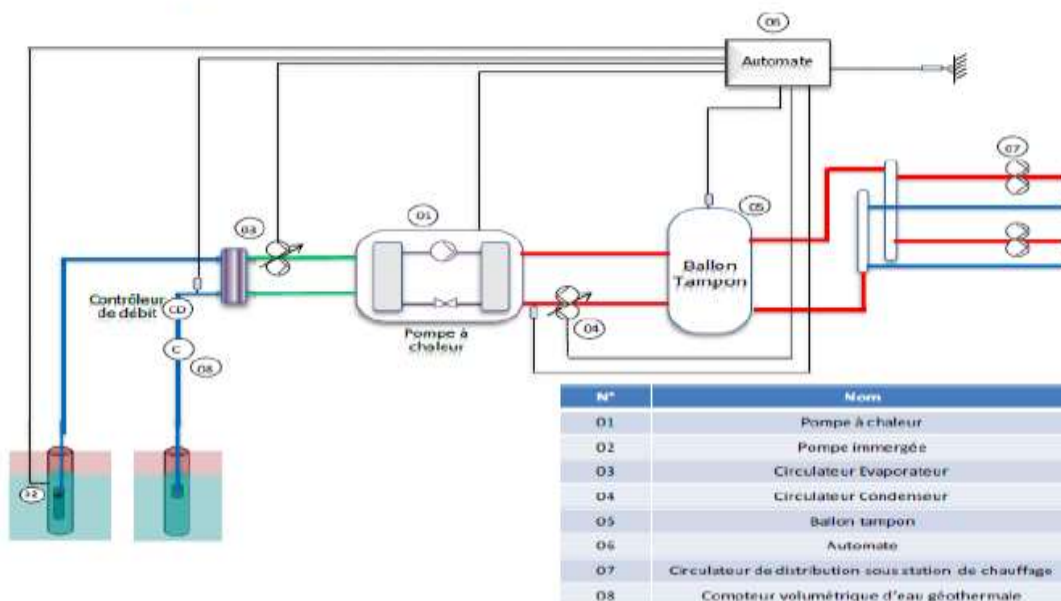 06
Automate
07
01
05
03
Ballon
Tampon
Contrôleur
de débit
CD
Pompe à
chaleur
04
C
08
N° Nom
01 Pompe à chaleur
02 Pompe immergée
03 Circulateur Evaporateur
04 Circulateur Condenseur
05 Ballon tampon
06 Automate
07 Circulateur de distribution sous station de chauffage
08 Compteur volumétrique d'eau géothermale